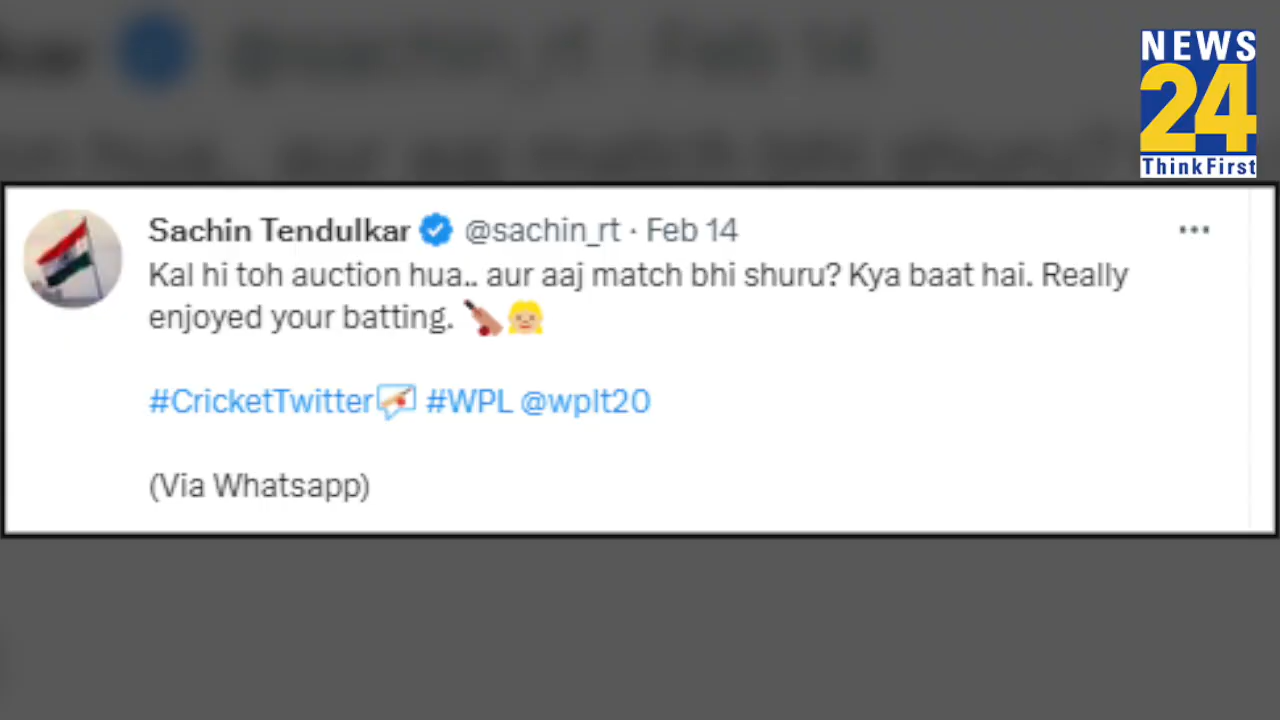 NEWS
24
ThinkFirst
Sachin Tendulkar @sachin_rt · Feb 14
Kal hi toh auction hua.. aur aaj match bhi shuru? Kya baat hai. Really
enjoyed your batting. 🏏👧🏼
#CricketTwitter #WPL @wplt20
(Via Whatsapp)